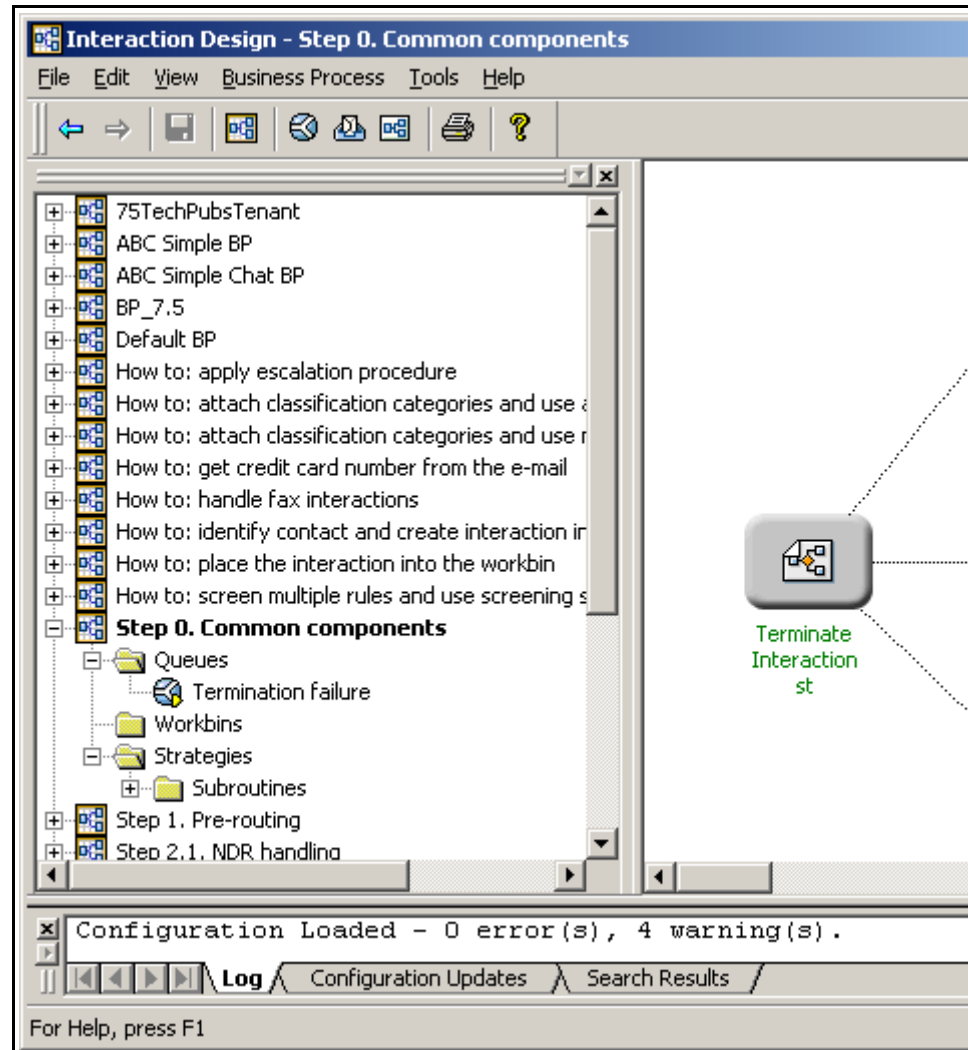 Interaction Design - Step 0. Common components
File Edit View Business Process Tools Help
75TechPubsTenant
ABC Simple BP
ABC Simple Chat BP
BP_7.5
Default BP
How to: apply escalation procedure
How to: attach classification categories and use a
How to: attach classification categories and use r
How to: get credit card number from the e-mail
How to: handle fax interactions
How to: identify contact and create interaction in
How to: place the interaction into the workbin
How to: screen multiple rules and use screening s
Step 0. Common components
Queues
Termination failure
Workbins
Strategies
Subroutines
Step 1. Pre-routing
Step 2.1. NDR handling
Terminate
Interaction
st
Configuration Loaded - 0 error(s), 4 warning(s).
Log Configuration Updates Search Results
For Help, press F1